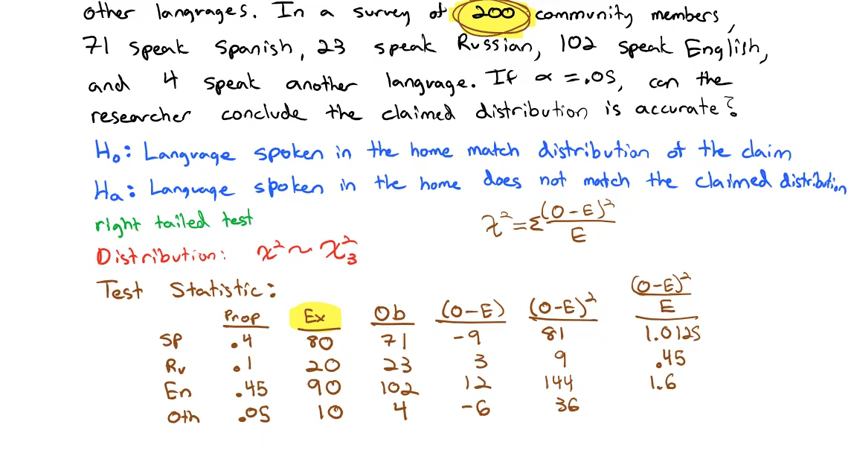 other languages. In a survey of 200 community members,
71 speak Spanish, 23 speak Russian, 102 speak English,
and 4 speak another language. If α = .05, can the
researcher conclude the claimed distribution is accurate?
H₀: Language spoken in the home match distribution of the claim
Ha: Language spoken in the home does not match the claimed distribution
right tailed test
χ² = Σ (O-E)² / E
Distribution: χ² ~ χ²₃
Test Statistic:
Prop Ex Ob (O-E) (O-E)² (O-E)² / E
SP .4 80 71 -9 81 1.0125
Ru .1 20 23 3 9 .45
En .45 90 102 12 144 1.6
Oth .05 10 4 -6 36